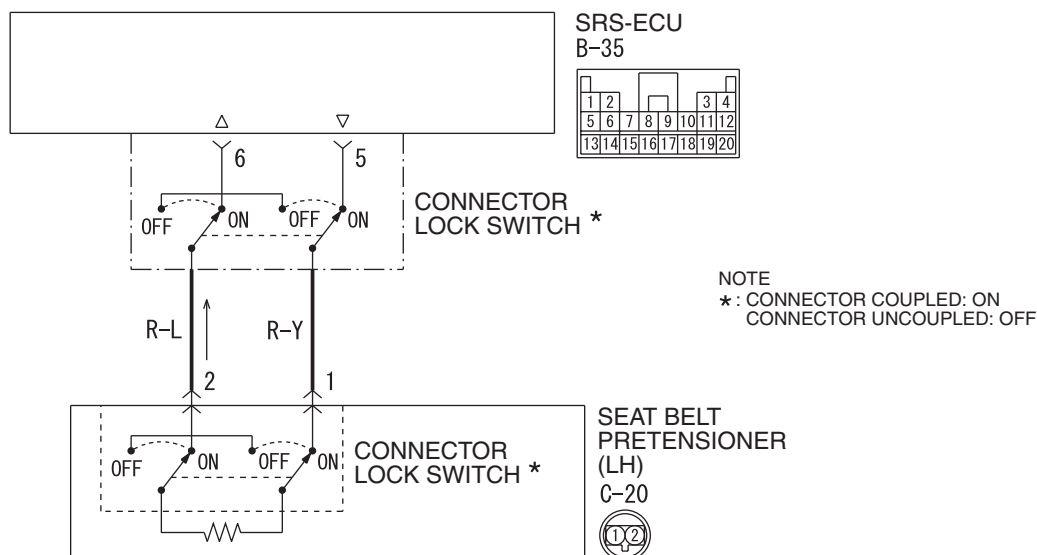 SRS-ECU
B-35
1 2 3 4
5 6 7 8 9 10 11 12
13 14 15 16 17 18 19 20
6 5
OFF ON OFF ON
CONNECTOR
LOCK SWITCH *
NOTE
* : CONNECTOR COUPLED: ON
CONNECTOR UNCOUPLED: OFF
R-L R-Y
2 1
OFF ON OFF ON
CONNECTOR
LOCK SWITCH *
SEAT BELT
PRETENSIONER
(LH)
C-20
1 2